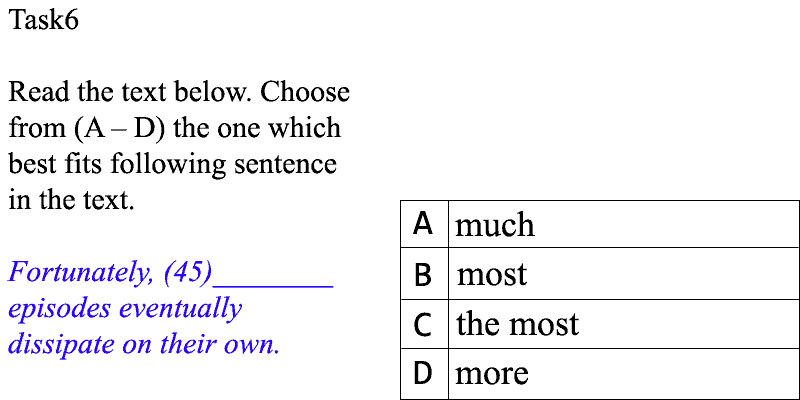 Task6
Read the text below. Choose
from (A – D) the one which
best fits following sentence
in the text.
Fortunately, (45)________
episodes eventually
dissipate on their own.
A much
B most
C the most
D more